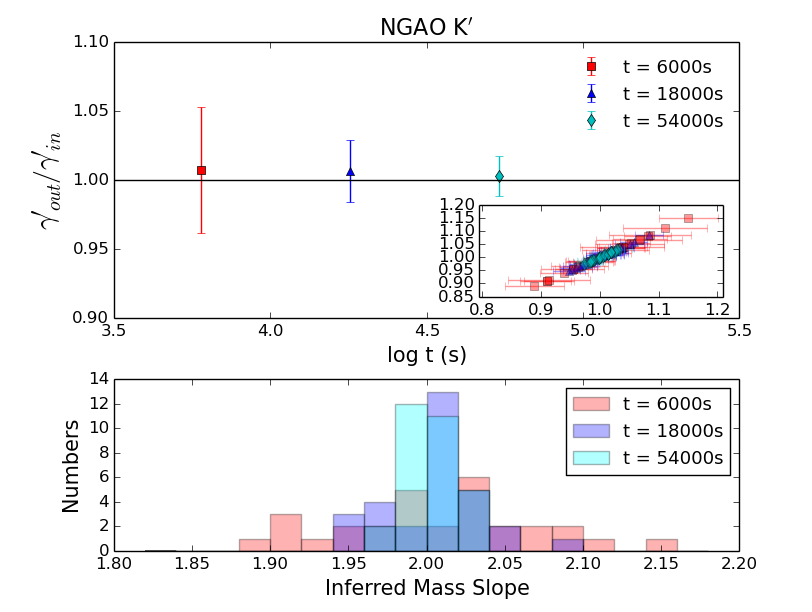 NGAO K′
1.10
1.05
1.00
0.95
0.90
γ′out/γ′in
t = 6000s
t = 18000s
t = 54000s
1.20
1.15
1.10
1.05
1.00
0.95
0.90
0.85
0.8 0.9 1.0 1.1 1.2
3.5 4.0 4.5 5.0 5.5
log t (s)
14
12
10
8
6
4
2
0
Numbers
t = 6000s
t = 18000s
t = 54000s
1.80 1.85 1.90 1.95 2.00 2.05 2.10 2.15 2.20
Inferred Mass Slope